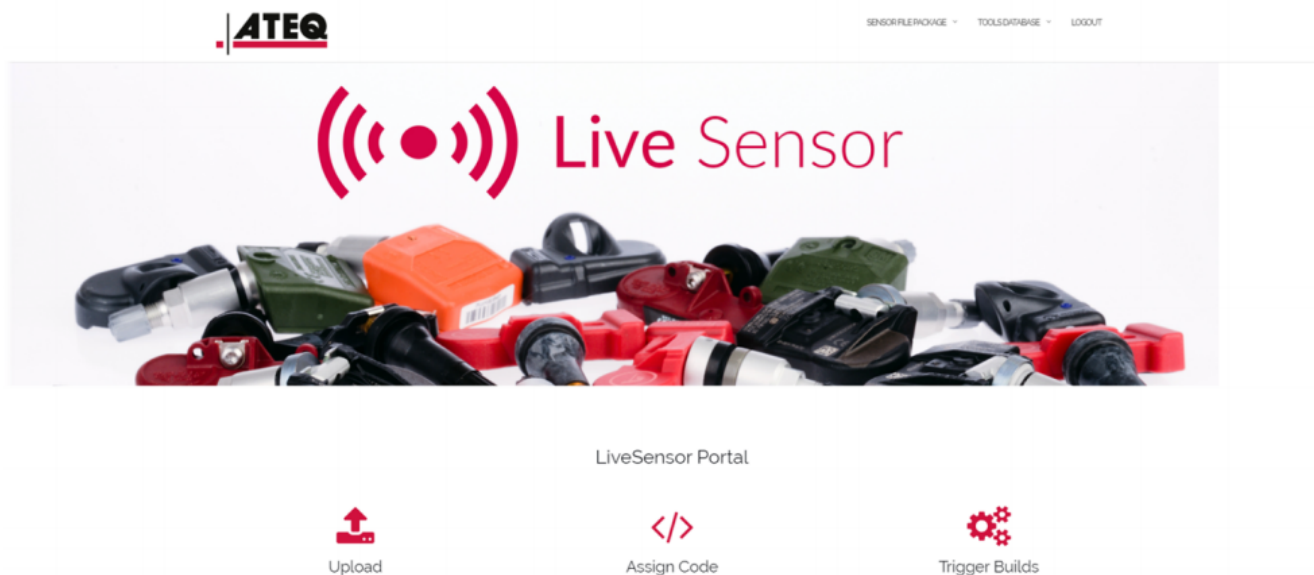 ATEQ
SENSOR FILE PACKAGE
TOOLS DATABASE
LOGOUT
Live Sensor
LiveSensor Portal
Upload
Assign Code
Trigger Builds